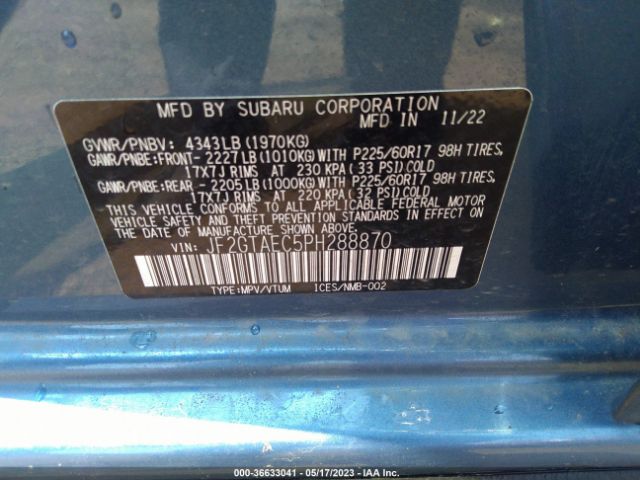 MFD BY SUBARU CORPORATION
MFD IN 11/22
GVWR/PNBV: 4343LB (1970KG)
GAWR/PNBE:FRONT- 2227LB (1010KG) WITH P225/60R17 98H TIRES,
17X7J RIMS AT 230 KPA (33 PSI) COLD
GAWR/PNBE:REAR - 2205LB (1000KG) WITH P225/60R17 98H TIRES,
17X7J RIMS AT 220 KPA (32 PSI) COLD
THIS VEHICLE CONFORMS TO ALL APPLICABLE FEDERAL MOTOR
VEHICLE SAFETY AND BUMPER STANDARDS IN EFFECT ON
THE DATE OF MANUFACTURE SHOWN ABOVE.
VIN: JF2GTAEC5PH288870
TYPE:MPV/VTUM ICES/NMB-002
000-36633041 - 05/17/2023 - IAA Inc.